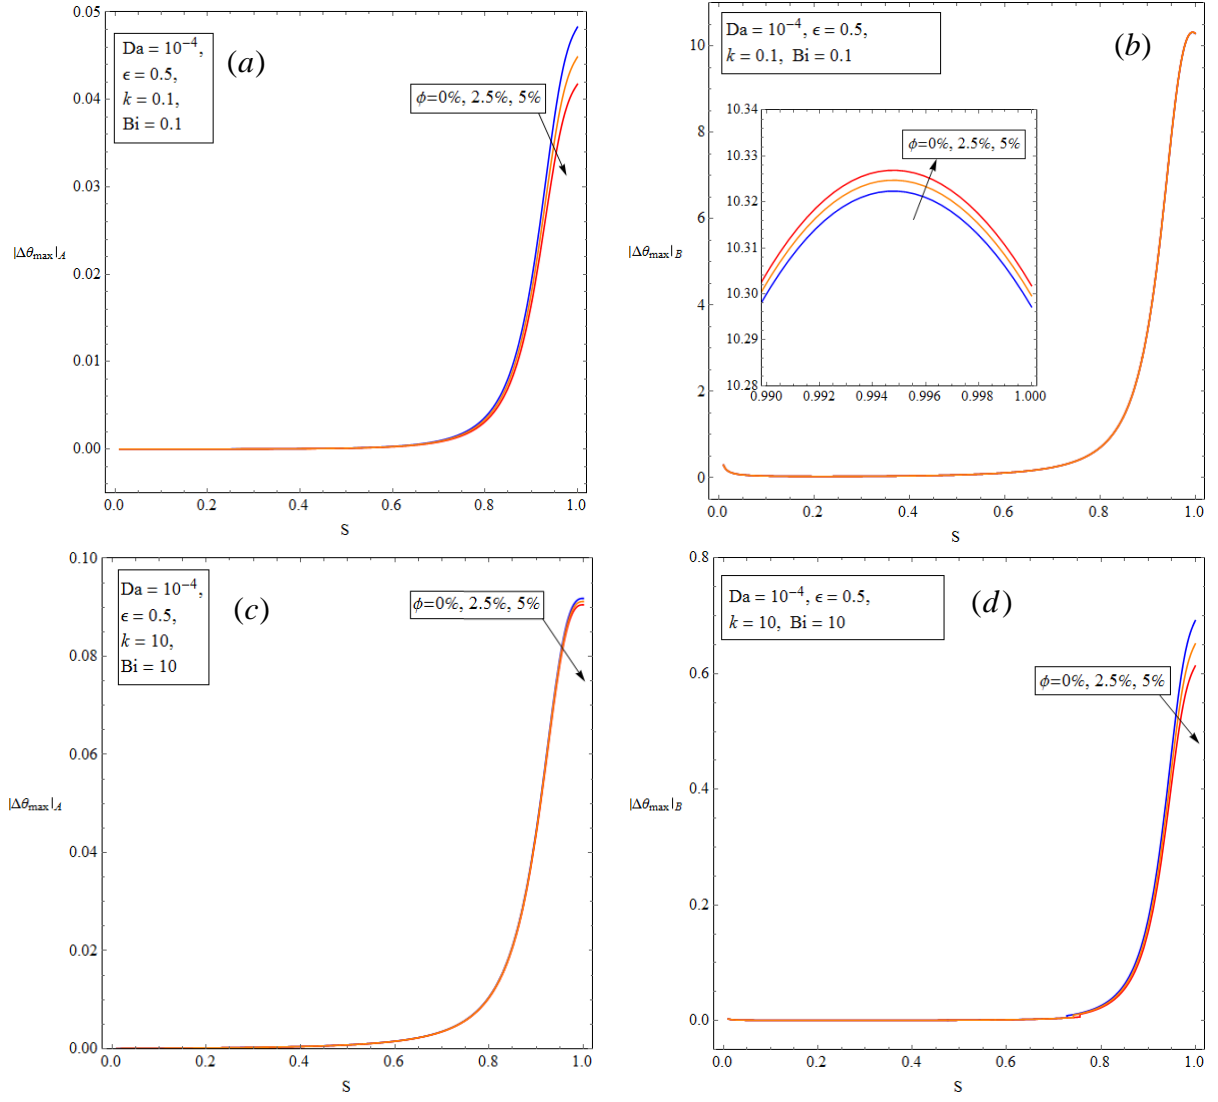 0.05
0.04
0.03
0.02
0.01
0.00
|Δθmax|A
Da = 10⁻⁴,
ϵ = 0.5,
k = 0.1,
Bi = 0.1
(a)
ϕ=0%, 2.5%, 5%
0.0 0.2 0.4 0.6 0.8 1.0
S
10
8
6
4
2
0
|Δθmax|B
Da = 10⁻⁴, ϵ = 0.5,
k = 0.1, Bi = 0.1
(b)
10.34
10.33
10.32
10.31
10.30
10.29
10.28
ϕ=0%, 2.5%, 5%
0.990 0.992 0.994 0.996 0.998 1.000
0.0 0.2 0.4 0.6 0.8 1.0
S
0.10
0.08
0.06
0.04
0.02
0.00
|Δθmax|A
Da = 10⁻⁴,
ϵ = 0.5,
k = 10,
Bi = 10
(c)
ϕ=0%, 2.5%, 5%
0.0 0.2 0.4 0.6 0.8 1.0
S
0.8
0.6
0.4
0.2
0.0
|Δθmax|B
Da = 10⁻⁴, ϵ = 0.5,
k = 10, Bi = 10
(d)
ϕ=0%, 2.5%, 5%
0.0 0.2 0.4 0.6 0.8 1.0
S